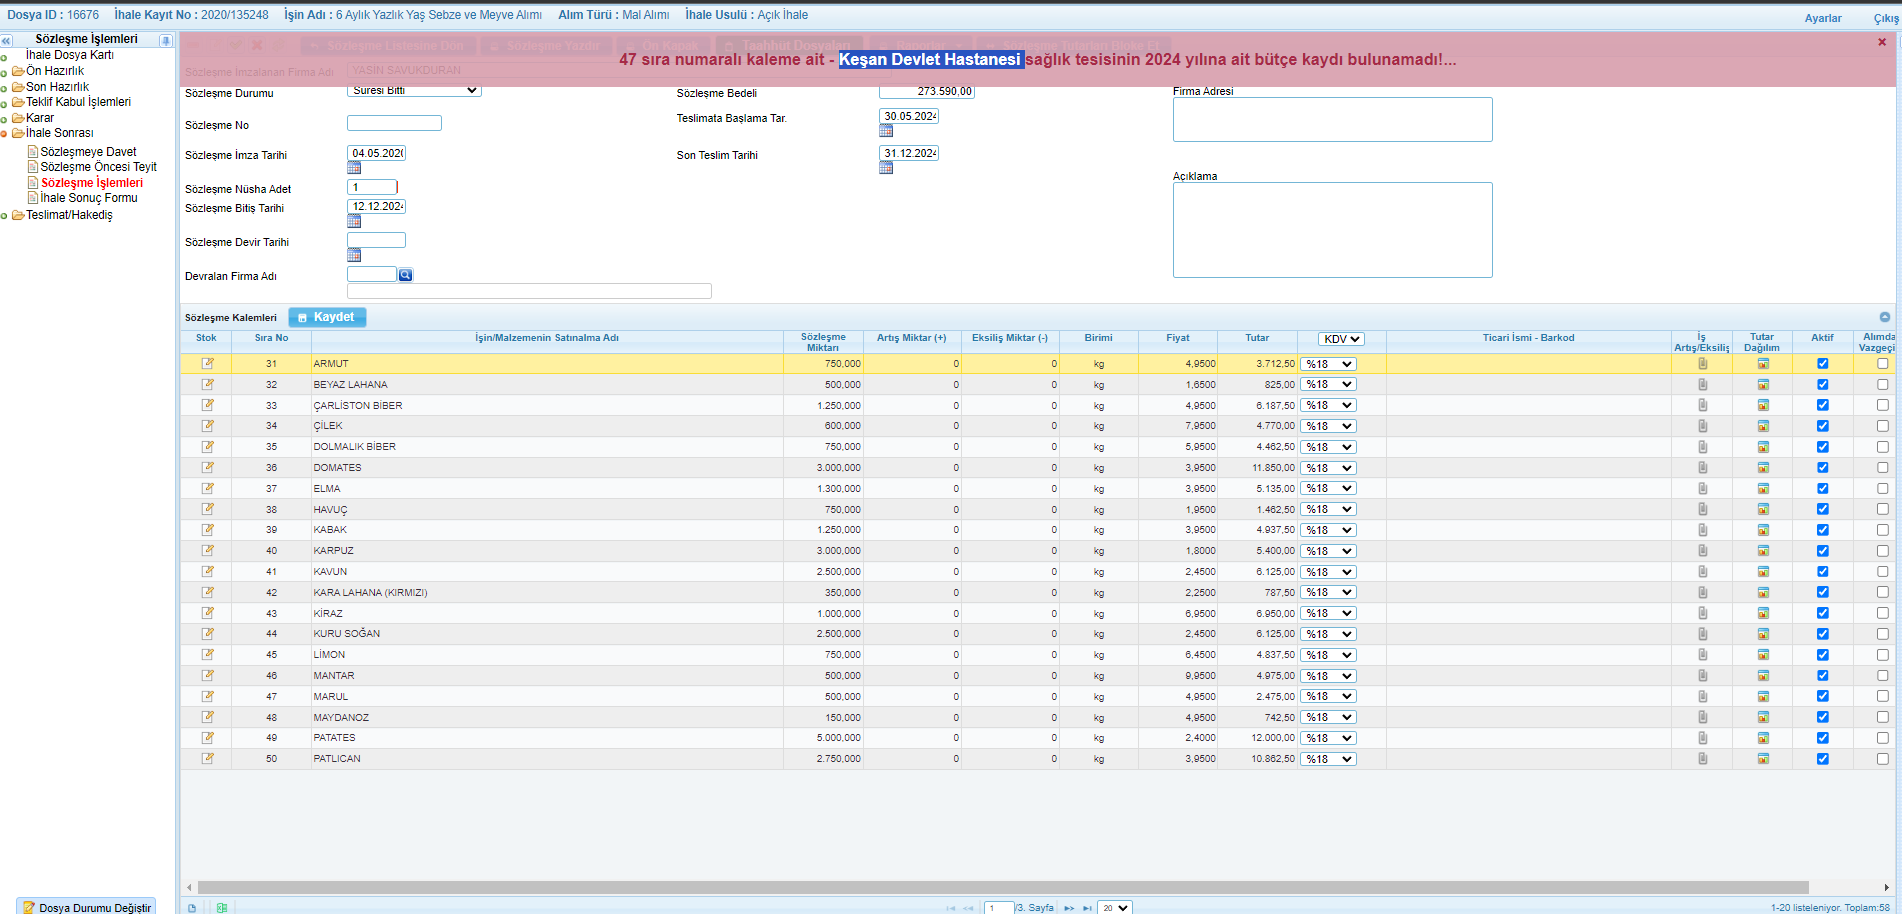 Dosya ID : 16676 İhale Kayıt No : 2020/135248 İşin Adı : 6 Aylık Yazlık Yaş Sebze ve Meyve Alımı Alım Türü : Mal Alımı İhale Usulü : Açık İhale
Ayarlar Çıkış
Sözleşme İşlemleri
İhale Dosya Kartı
Ön Hazırlık
Son Hazırlık
Teklif Kabul İşlemleri
Karar
İhale Sonrası
Sözleşmeye Davet
Sözleşme Öncesi Teyit
Sözleşme İşlemleri
İhale Sonuç Formu
Teslimat/Hakediş
Dosya Durumu Değiştir
Sözleşme Listesine Dön Sözleşme Yazdır Ön Kapak Taahhüt Dosyaları Raporlar
47 sıra numaralı kaleme ait - Keşan Devlet Hastanesi sağlık tesisinin 2024 yılına ait bütçe kaydı bulunamadı!...
Sözleşme İmzalanan Firma Adı YASİN SAVUKDURAN
Sözleşme Durumu Süresi Bitti Sözleşme Bedeli 273.590,00 Firma Adresi
Sözleşme No Teslimata Başlama Tar. 30.05.2024
Sözleşme İmza Tarihi 04.05.2020 Son Teslim Tarihi 31.12.2024
Açıklama
Sözleşme Nüsha Adet 1
Sözleşme Bitiş Tarihi 12.12.2024
Sözleşme Devir Tarihi
Devralan Firma Adı
Sözleşme Kalemleri Kaydet
Stok Sıra No İşin/Malzemenin Satınalma Adı Sözleşme Miktarı Artış Miktar (+) Eksiliş Miktar (-) Birimi Fiyat Tutar KDV Ticari İsmi - Barkod İş Artış/Eksiliş Tutar Dağılım Aktif Alımda Vazgeçi
31 ARMUT 750,000 0 0 kg 4,9500 3.712,50 %18
32 BEYAZ LAHANA 500,000 0 0 kg 1,6500 825,00 %18
33 ÇARLİSTON BİBER 1.250,000 0 0 kg 4,9500 6.187,50 %18
34 ÇİLEK 600,000 0 0 kg 7,9500 4.770,00 %18
35 DOLMALIK BİBER 750,000 0 0 kg 5,9500 4.462,50 %18
36 DOMATES 3.000,000 0 0 kg 3,9500 11.850,00 %18
37 ELMA 1.300,000 0 0 kg 3,9500 5.135,00 %18
38 HAVUÇ 750,000 0 0 kg 1,9500 1.462,50 %18
39 KABAK 1.250,000 0 0 kg 3,9500 4.937,50 %18
40 KARPUZ 3.000,000 0 0 kg 1,8000 5.400,00 %18
41 KAVUN 2.500,000 0 0 kg 2,4500 6.125,00 %18
42 KARA LAHANA (KIRMIZI) 350,000 0 0 kg 2,2500 787,50 %18
43 KİRAZ 1.000,000 0 0 kg 6,9500 6.950,00 %18
44 KURU SOĞAN 2.500,000 0 0 kg 2,4500 6.125,00 %18
45 LİMON 750,000 0 0 kg 6,4500 4.837,50 %18
46 MANTAR 500,000 0 0 kg 9,9500 4.975,00 %18
47 MARUL 500,000 0 0 kg 4,9500 2.475,00 %18
48 MAYDANOZ 150,000 0 0 kg 4,9500 742,50 %18
49 PATATES 5.000,000 0 0 kg 2,4000 12.000,00 %18
50 PATLICAN 2.750,000 0 0 kg 3,9500 10.862,50 %18
1 /3. Sayfa 20 1-20 listeleniyor. Toplam:58